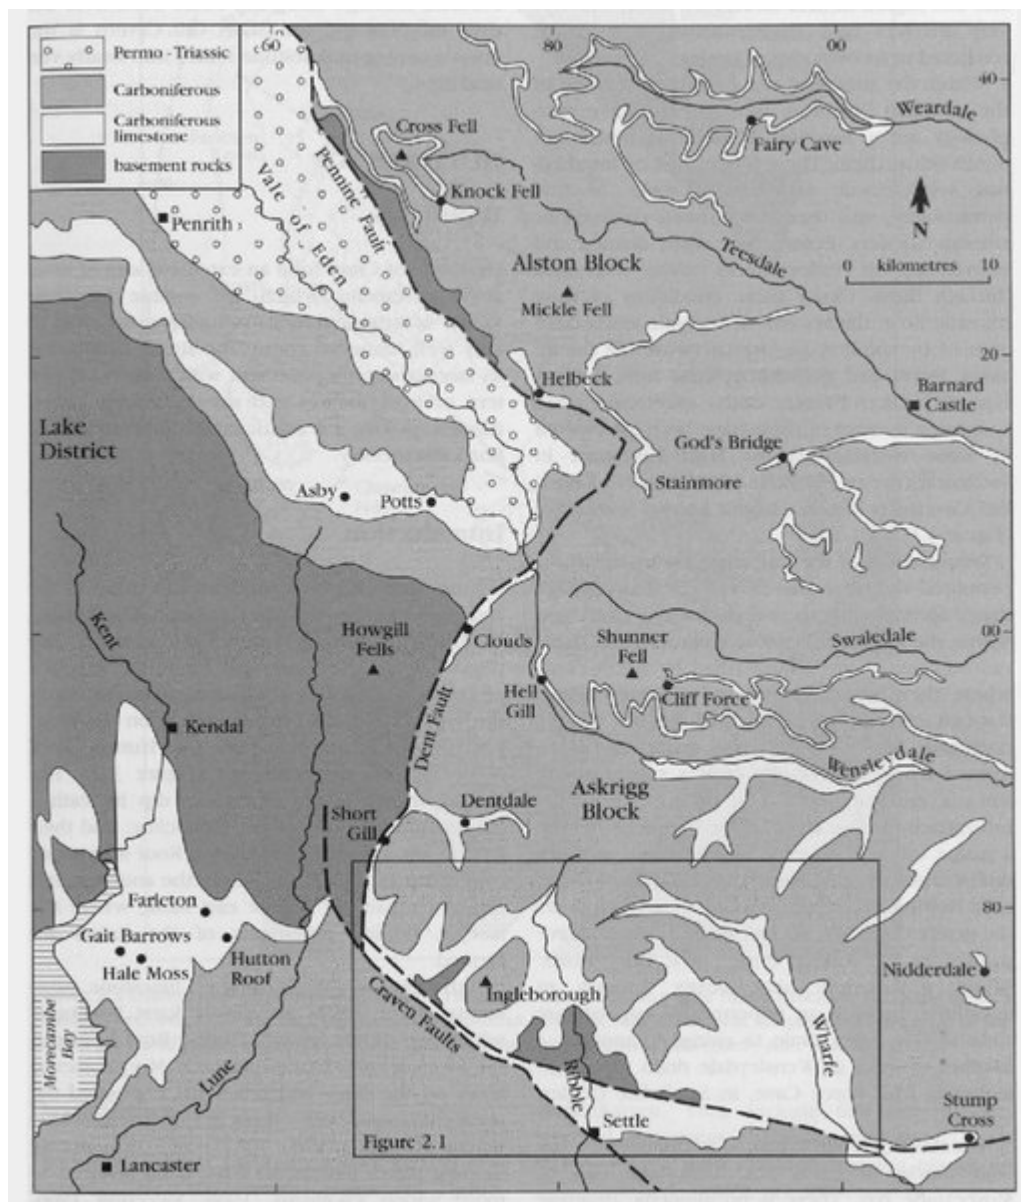 60
80
00
Permo - Triassic
Carboniferous
Carboniferous
limestone
basement rocks
40
Weardale
Cross Fell
Fairy Cave
Pennine Fault
Vale of Eden
Knock Fell
N
Penrith
Teesdale
Alston Block
0 kilometres 10
Mickle Fell
20
Helbeck
Barnard
Castle
Lake
District
God's Bridge
Stainmore
Asby
Potts
Kent
Howgill
Fells
Clouds
Shunner
Fell
00
Swaledale
Hell
Gill
Cliff Force
Kendal
Dent Fault
Wensleydale
Askrigg
Block
Short
Gill
Dentdale
Farleton
80
Gait Barrows
Hale Moss
Hutton
Roof
Nidderdale
Ingleborough
Craven Faults
Morecambe
Bay
Lune
Ribble
Wharfe
Settle
Stump
Cross
Figure 2.1
Lancaster